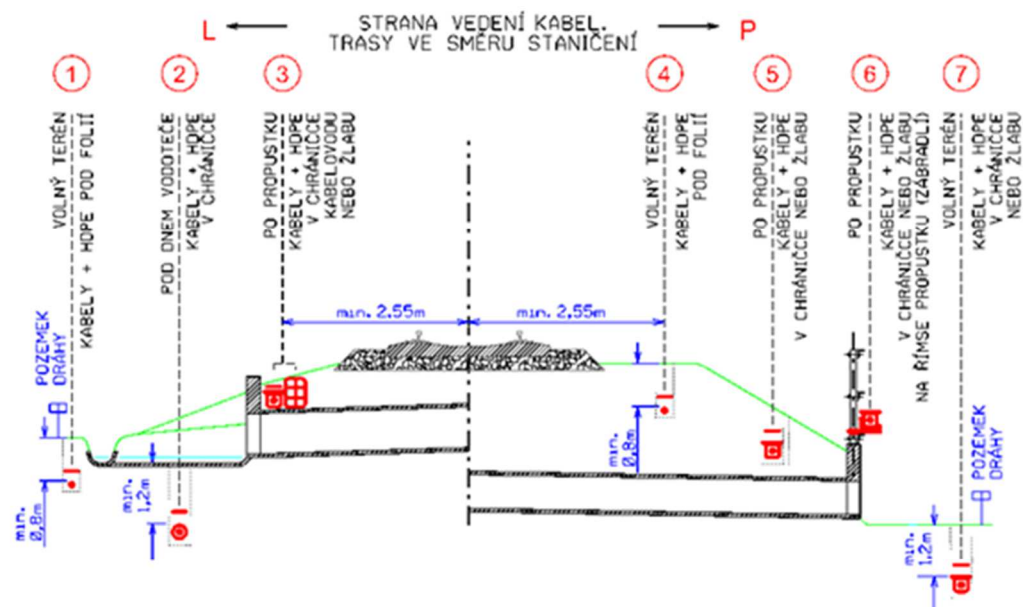 L STRANA VEDENÍ KABEL. P
TRASY VE SMĚRU STANIČENÍ
1 2 3 4 5 6 7
VOLNÝ TERÉN
KABELY + HDPE POD FOLIÍ
POD DNEM VODOTEČE
KABELY + HDPE
V CHRÁNIČCE
PO PROPUSTKU
KABELY + HDPE
V CHRÁNIČCE
KABELOVODU
NEBO ŽLABU
VOLNÝ TERÉN
KABELY + HDPE
POD FOLIÍ
PO PROPUSTKU
KABELY + HDPE
V CHRÁNIČCE NEBO ŽLABU
PO PROPUSTKU
KABELY + HDPE
V CHRÁNIČCE NEBO ŽLABU
NA ŘÍMSE PROPUSTKU (ZÁBRADLÍ)
VOLNÝ TERÉN
KABELY + HDPE
V CHRÁNIČCE
NEBO ŽLABU
min. 2,55m
min. 2,55m
POZEMEK
DRÁHY
min.
0,8m
min.
1,2m
min.
0,8m
POZEMEK
DRÁHY
min.
1,2m